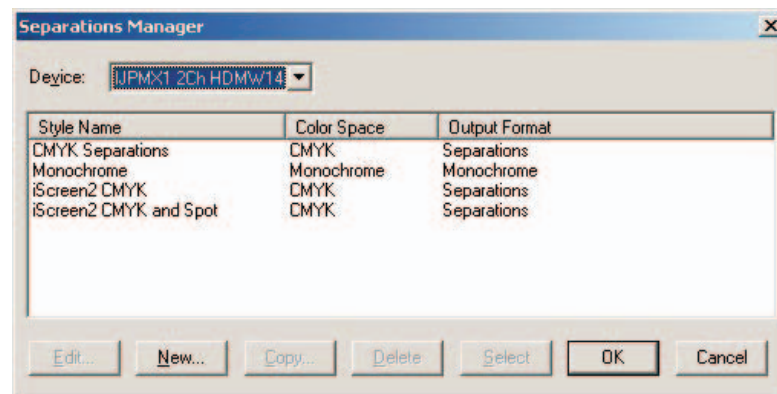 Separations Manager
Device: IJPMX1 2Ch HDMW14
Style Name Color Space Output Format
CMYK Separations CMYK Separations
Monochrome Monochrome Monochrome
iScreen2 CMYK CMYK Separations
iScreen2 CMYK and Spot CMYK Separations
Edit... New... Copy... Delete Select OK Cancel